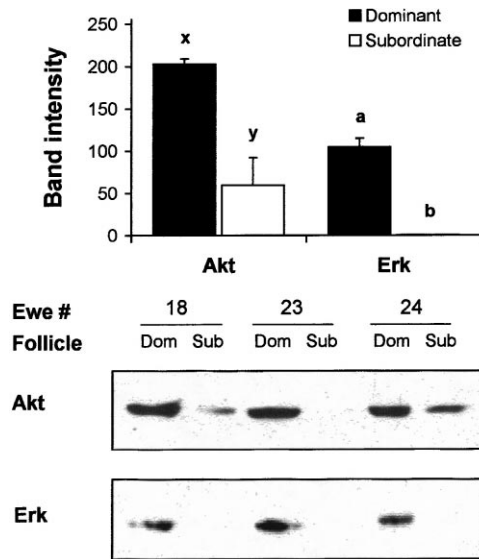 Dominant
Subordinate
Band intensity
250
200
150
100
50
0
x
y
a
b
Akt Erk
Ewe # 18 23 24
Follicle Dom Sub Dom Sub Dom Sub
Akt
Erk